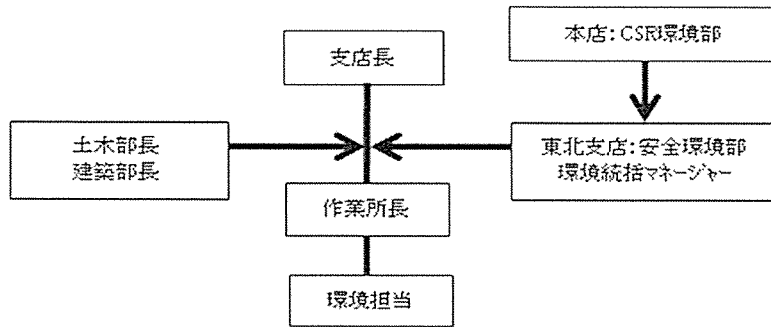 本店:CSR環境部
支店長
土木部長
建築部長
東北支店:安全環境部
環境統括マネージャー
作業所長
環境担当